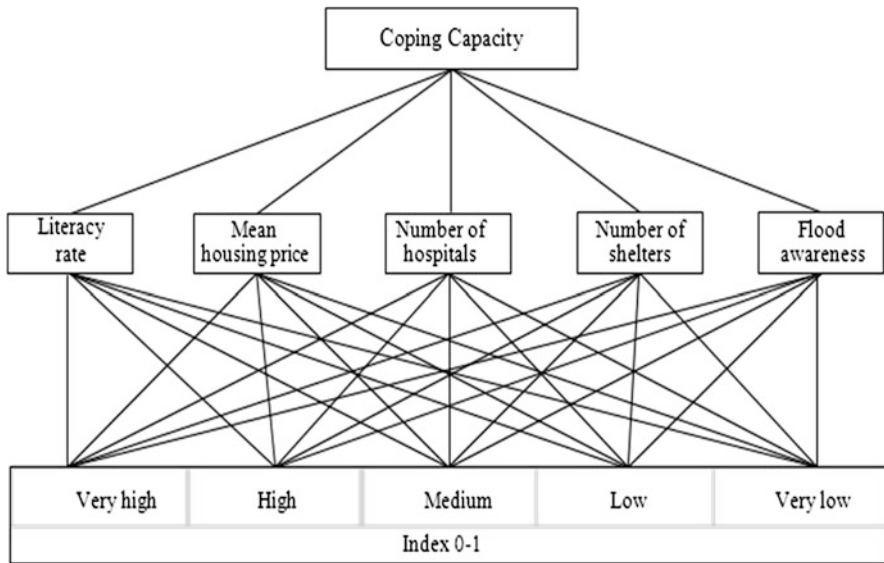 Coping Capacity
Literacy
rate
Mean
housing price
Number of
hospitals
Number of
shelters
Flood
awareness
Very high
High
Medium
Low
Very low
Index 0-1